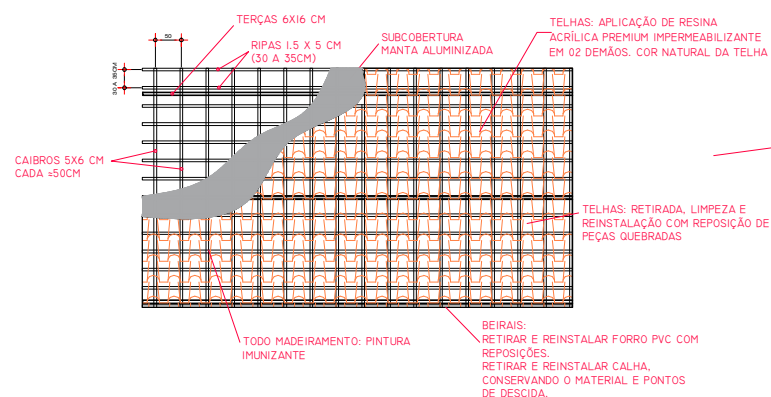 TERÇAS 6X16 CM
50
RIPAS 1.5 X 5 CM
(30 A 35CM)
SUBCOBERTURA
MANTA ALUMINIZADA
TELHAS: APLICAÇÃO DE RESINA
ACRÍLICA PREMIUM IMPERMEABILIZANTE
EM 02 DEMÃOS. COR NATURAL DA TELHA
30 A 35CM
CAIBROS 5X6 CM
CADA ≈50CM
TELHAS: RETIRADA, LIMPEZA E
REINSTALAÇÃO COM REPOSIÇÃO DE
PEÇAS QUEBRADAS
TODO MADEIRAMENTO: PINTURA
IMUNIZANTE
BEIRAIS:
RETIRAR E REINSTALAR FORRO PVC COM
REPOSIÇÕES.
RETIRAR E REINSTALAR CALHA,
CONSERVANDO O MATERIAL E PONTOS
DE DESCIDA.